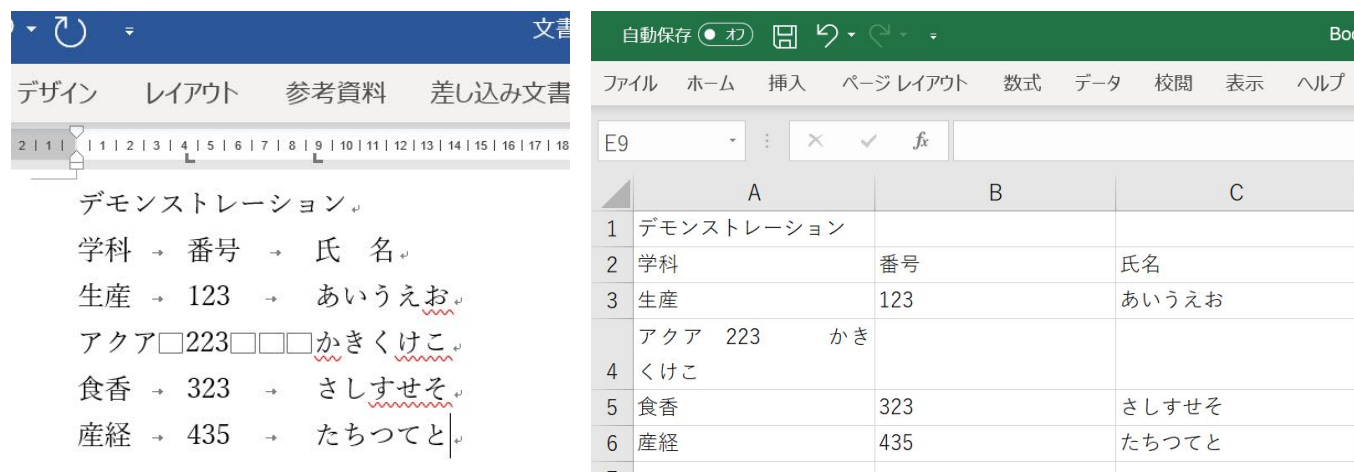 文書
デザイン レイアウト 参考資料 差し込み文書
2 1 1 2 3 4 5 6 7 8 9 10 11 12 13 14 15 16 17 18
デモンストレーション
学科 → 番号 → 氏　名
生産 → 123 → あいうえお
アクア□223□□□かきくけこ
食香 → 323 → さしすせそ
産経 → 435 → たちつてと
自動保存 オフ Boo
ファイル ホーム 挿入 ページ レイアウト 数式 データ 校閲 表示 ヘルプ
E9 fx
A B C
1 デモンストレーション
2 学科 番号 氏名
3 生産 123 あいうえお
アクア　223　　　かき
4 くけこ
5 食香 323 さしすせそ
6 産経 435 たちつてと